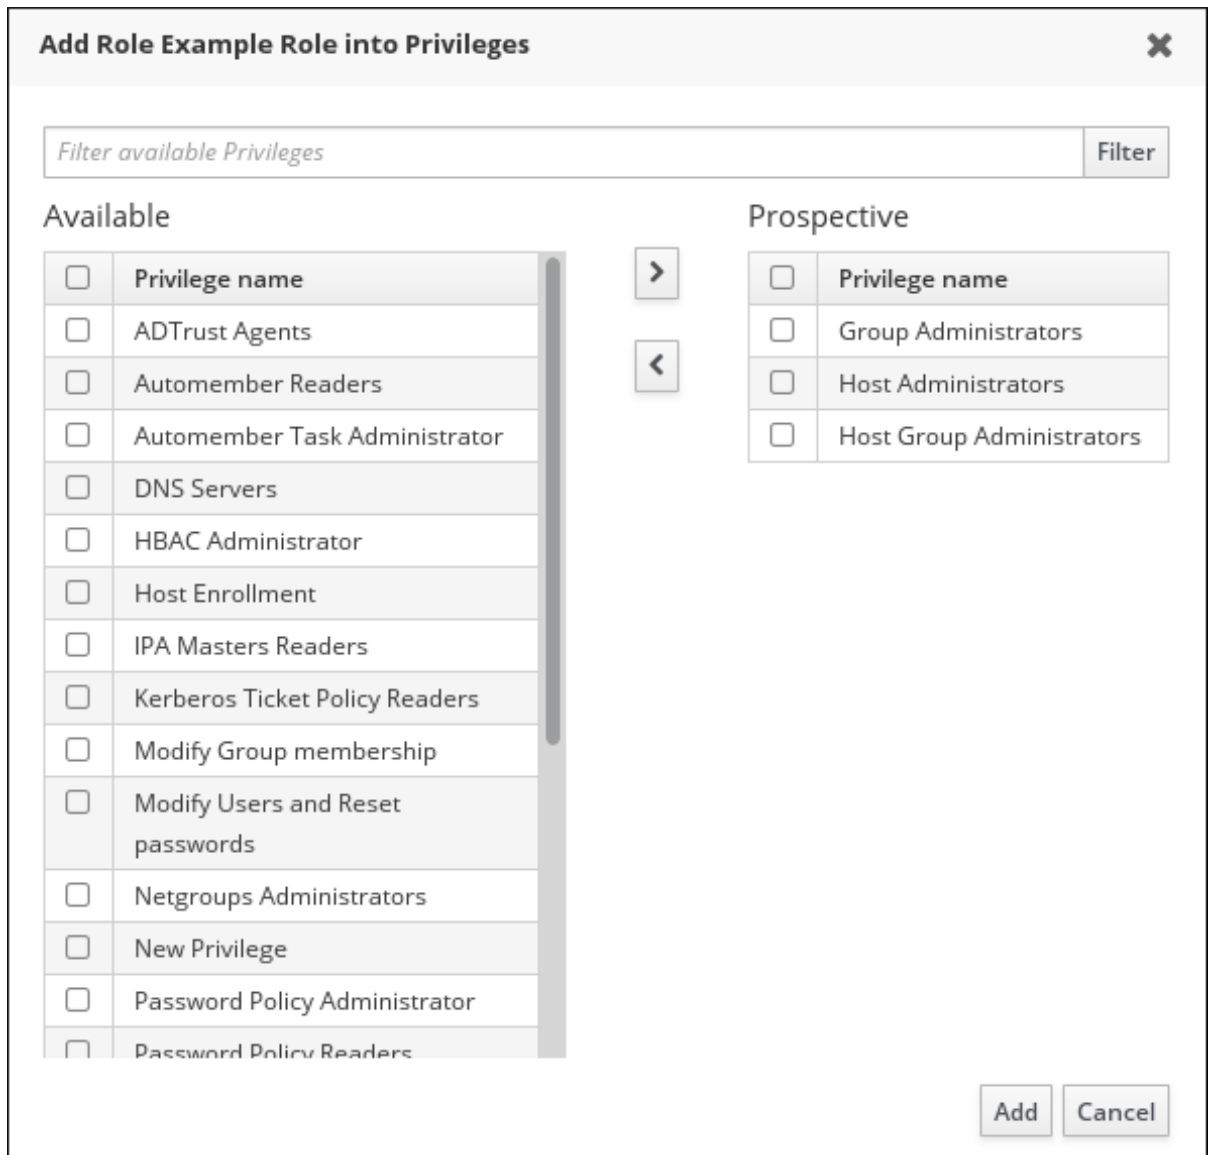 Add Role Example Role into Privileges
Filter available Privileges
Filter
Available
Prospective
Privilege name
ADTrust Agents
Automember Readers
Automember Task Administrator
DNS Servers
HBAC Administrator
Host Enrollment
IPA Masters Readers
Kerberos Ticket Policy Readers
Modify Group membership
Modify Users and Reset
passwords
Netgroups Administrators
New Privilege
Password Policy Administrator
Password Policy Readers
Privilege name
Group Administrators
Host Administrators
Host Group Administrators
Add
Cancel